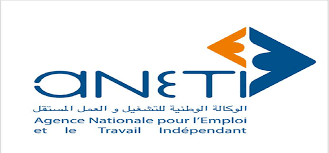 aNETI
الوكالة الوطنية للتشغيل و العمل المستقل
Agence Nationale pour l'Emploi
et le Travail Indépendant